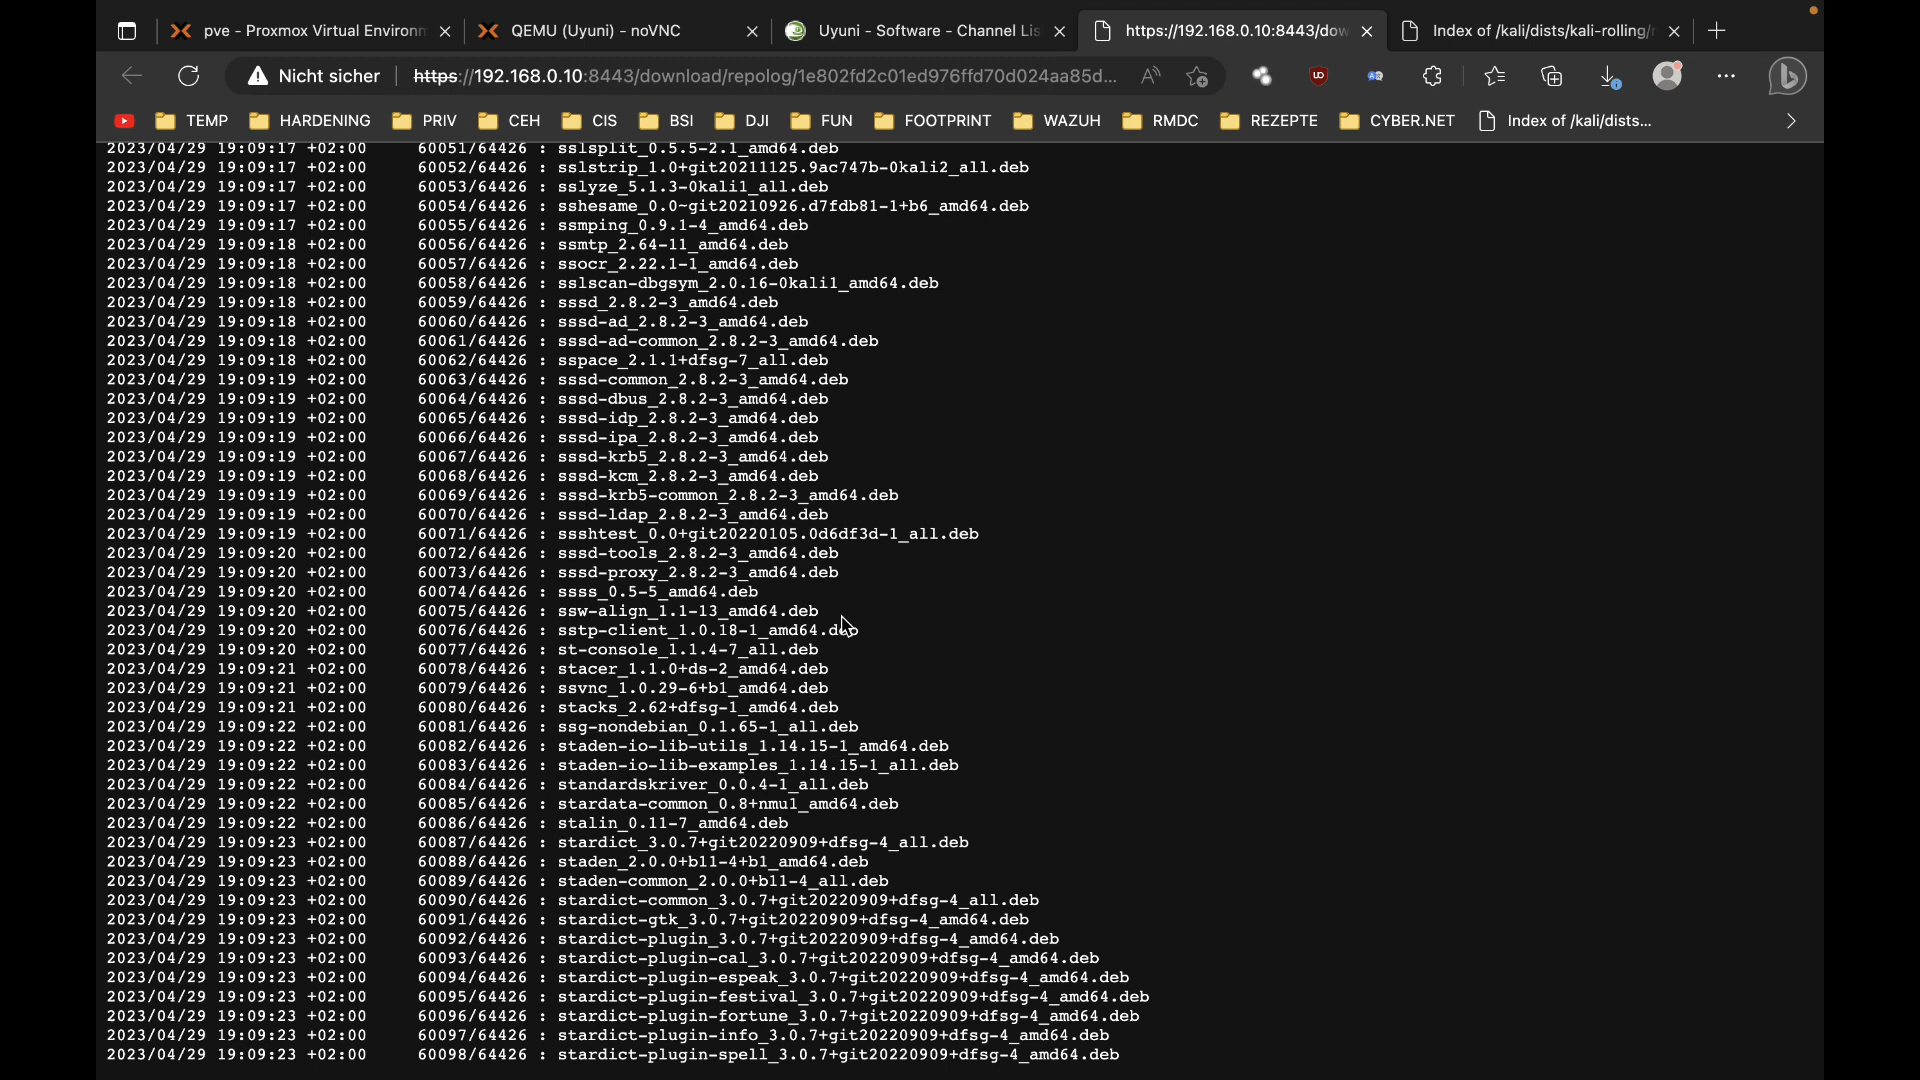 pve - Proxmox Virtual Environm
QEMU (Uyuni) - noVNC
Uyuni - Software - Channel Lis
https://192.168.0.10:8443/dow
Index of /kali/dists/kali-rolling/
Nicht sicher
https://192.168.0.10:8443/download/repolog/1e802fd2c01ed976ffd70d024aa85d...
TEMP HARDENING PRIV CEH CIS BSI DJI FUN FOOTPRINT WAZUH RMDC REZEPTE CYBER.NET Index of /kali/dists...
2023/04/29 19:09:17 +02:00 60051/64426 : sslsplit_0.5.5-2.1_amd64.deb
2023/04/29 19:09:17 +02:00 60052/64426 : sslstrip_1.0+git20211125.9ac747b-0kali2_all.deb
2023/04/29 19:09:17 +02:00 60053/64426 : sslyze_5.1.3-0kali1_all.deb
2023/04/29 19:09:17 +02:00 60054/64426 : sshesame_0.0~git20210926.d7fdb81-1+b6_amd64.deb
2023/04/29 19:09:17 +02:00 60055/64426 : ssmping_0.9.1-4_amd64.deb
2023/04/29 19:09:18 +02:00 60056/64426 : ssmtp_2.64-11_amd64.deb
2023/04/29 19:09:18 +02:00 60057/64426 : ssocr_2.22.1-1_amd64.deb
2023/04/29 19:09:18 +02:00 60058/64426 : sslscan-dbgsym_2.0.16-0kali1_amd64.deb
2023/04/29 19:09:18 +02:00 60059/64426 : sssd_2.8.2-3_amd64.deb
2023/04/29 19:09:18 +02:00 60060/64426 : sssd-ad_2.8.2-3_amd64.deb
2023/04/29 19:09:18 +02:00 60061/64426 : sssd-ad-common_2.8.2-3_amd64.deb
2023/04/29 19:09:18 +02:00 60062/64426 : sspace_2.1.1+dfsg-7_all.deb
2023/04/29 19:09:19 +02:00 60063/64426 : sssd-common_2.8.2-3_amd64.deb
2023/04/29 19:09:19 +02:00 60064/64426 : sssd-dbus_2.8.2-3_amd64.deb
2023/04/29 19:09:19 +02:00 60065/64426 : sssd-idp_2.8.2-3_amd64.deb
2023/04/29 19:09:19 +02:00 60066/64426 : sssd-ipa_2.8.2-3_amd64.deb
2023/04/29 19:09:19 +02:00 60067/64426 : sssd-krb5_2.8.2-3_amd64.deb
2023/04/29 19:09:19 +02:00 60068/64426 : sssd-kcm_2.8.2-3_amd64.deb
2023/04/29 19:09:19 +02:00 60069/64426 : sssd-krb5-common_2.8.2-3_amd64.deb
2023/04/29 19:09:19 +02:00 60070/64426 : sssd-ldap_2.8.2-3_amd64.deb
2023/04/29 19:09:19 +02:00 60071/64426 : ssshtest_0.0+git20220105.0d6df3d-1_all.deb
2023/04/29 19:09:20 +02:00 60072/64426 : sssd-tools_2.8.2-3_amd64.deb
2023/04/29 19:09:20 +02:00 60073/64426 : sssd-proxy_2.8.2-3_amd64.deb
2023/04/29 19:09:20 +02:00 60074/64426 : ssss_0.5-5_amd64.deb
2023/04/29 19:09:20 +02:00 60075/64426 : ssw-align_1.1-13_amd64.deb
2023/04/29 19:09:20 +02:00 60076/64426 : sstp-client_1.0.18-1_amd64.deb
2023/04/29 19:09:20 +02:00 60077/64426 : st-console_1.1.4-7_all.deb
2023/04/29 19:09:21 +02:00 60078/64426 : stacer_1.1.0+ds-2_amd64.deb
2023/04/29 19:09:21 +02:00 60079/64426 : ssvnc_1.0.29-6+b1_amd64.deb
2023/04/29 19:09:21 +02:00 60080/64426 : stacks_2.62+dfsg-1_amd64.deb
2023/04/29 19:09:22 +02:00 60081/64426 : ssg-nondebian_0.1.65-1_all.deb
2023/04/29 19:09:22 +02:00 60082/64426 : staden-io-lib-utils_1.14.15-1_amd64.deb
2023/04/29 19:09:22 +02:00 60083/64426 : staden-io-lib-examples_1.14.15-1_all.deb
2023/04/29 19:09:22 +02:00 60084/64426 : standardskriver_0.0.4-1_all.deb
2023/04/29 19:09:22 +02:00 60085/64426 : stardata-common_0.8+nmu1_amd64.deb
2023/04/29 19:09:22 +02:00 60086/64426 : stalin_0.11-7_amd64.deb
2023/04/29 19:09:23 +02:00 60087/64426 : stardict_3.0.7+git20220909+dfsg-4_all.deb
2023/04/29 19:09:23 +02:00 60088/64426 : staden_2.0.0+b11-4+b1_amd64.deb
2023/04/29 19:09:23 +02:00 60089/64426 : staden-common_2.0.0+b11-4_all.deb
2023/04/29 19:09:23 +02:00 60090/64426 : stardict-common_3.0.7+git20220909+dfsg-4_all.deb
2023/04/29 19:09:23 +02:00 60091/64426 : stardict-gtk_3.0.7+git20220909+dfsg-4_amd64.deb
2023/04/29 19:09:23 +02:00 60092/64426 : stardict-plugin_3.0.7+git20220909+dfsg-4_amd64.deb
2023/04/29 19:09:23 +02:00 60093/64426 : stardict-plugin-cal_3.0.7+git20220909+dfsg-4_amd64.deb
2023/04/29 19:09:23 +02:00 60094/64426 : stardict-plugin-espeak_3.0.7+git20220909+dfsg-4_amd64.deb
2023/04/29 19:09:23 +02:00 60095/64426 : stardict-plugin-festival_3.0.7+git20220909+dfsg-4_amd64.deb
2023/04/29 19:09:23 +02:00 60096/64426 : stardict-plugin-fortune_3.0.7+git20220909+dfsg-4_amd64.deb
2023/04/29 19:09:23 +02:00 60097/64426 : stardict-plugin-info_3.0.7+git20220909+dfsg-4_amd64.deb
2023/04/29 19:09:23 +02:00 60098/64426 : stardict-plugin-spell_3.0.7+git20220909+dfsg-4_amd64.deb